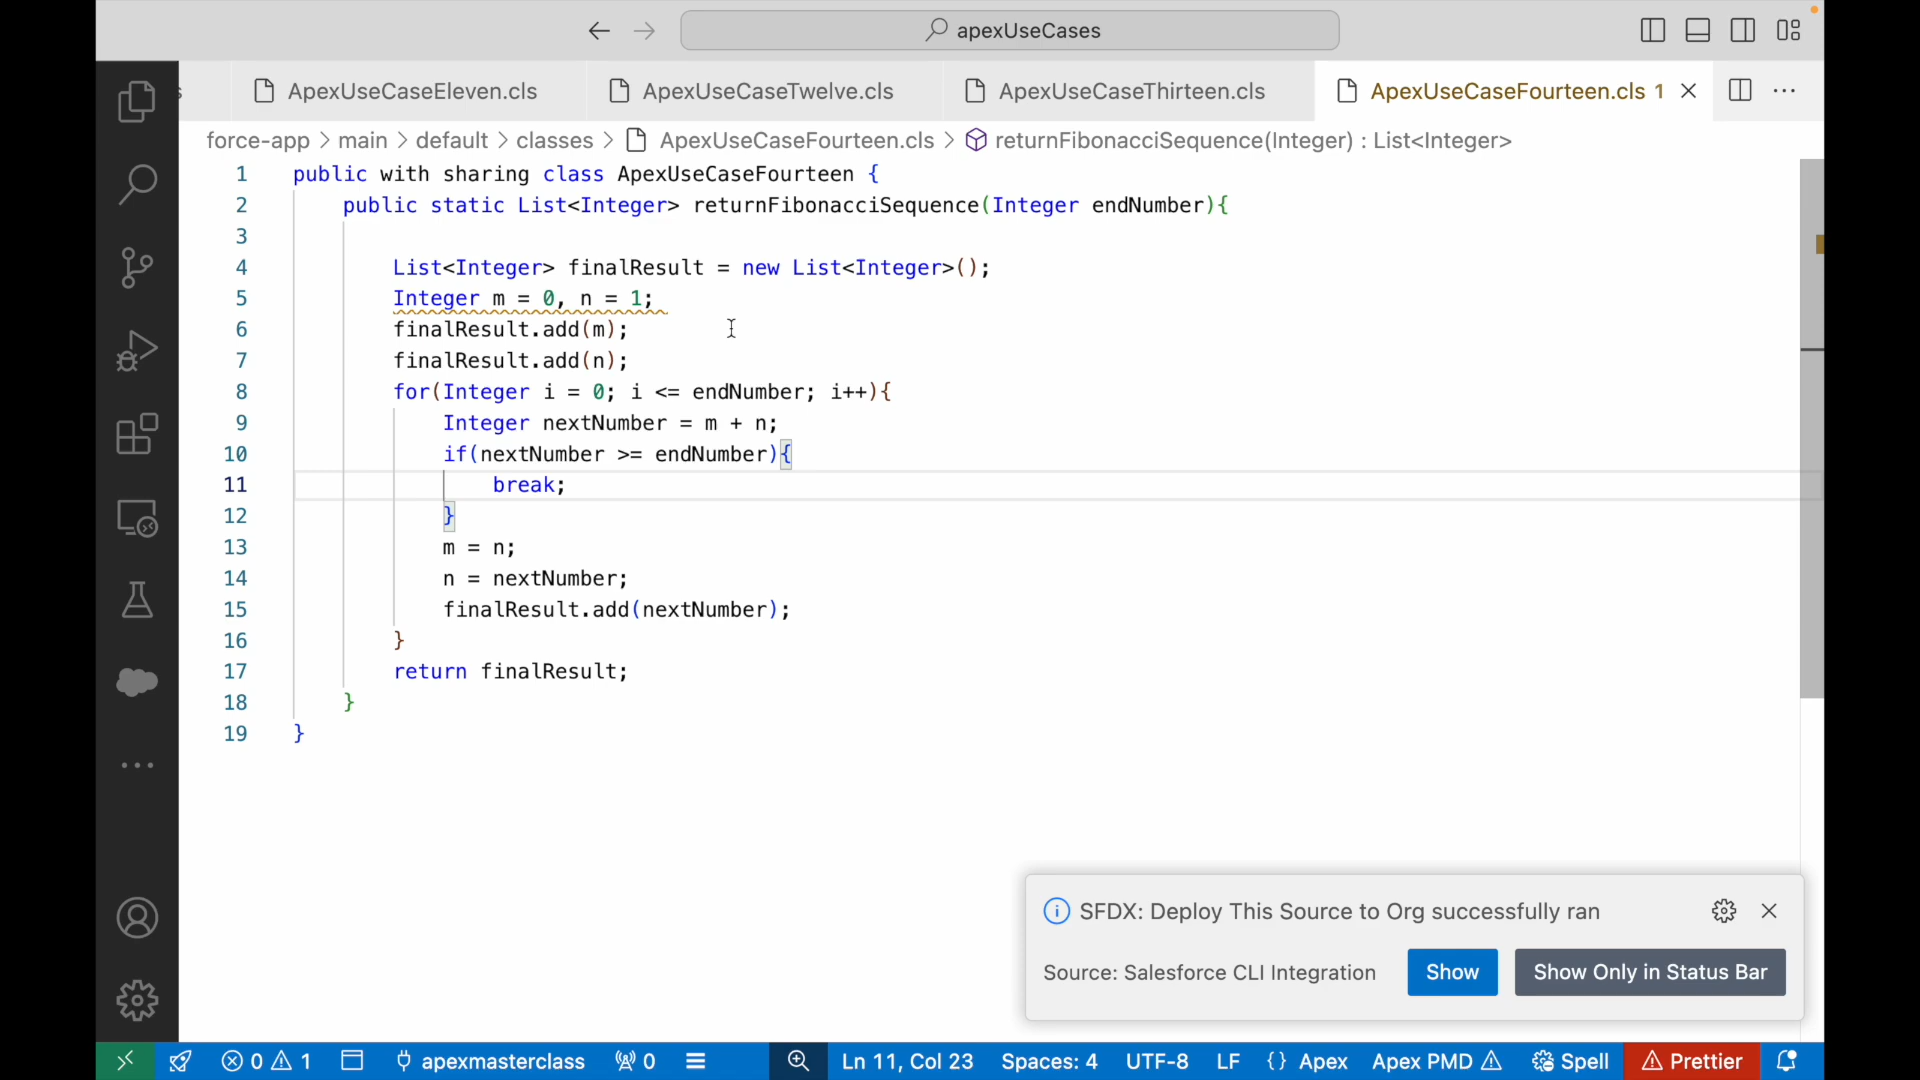 apexUseCases
s
ApexUseCaseEleven.cls
ApexUseCaseTwelve.cls
ApexUseCaseThirteen.cls
ApexUseCaseFourteen.cls 1
force-app > main > default > classes > ApexUseCaseFourteen.cls > returnFibonacciSequence(Integer) : List<Integer>
1 public with sharing class ApexUseCaseFourteen {
2 public static List<Integer> returnFibonacciSequence(Integer endNumber){
3
4 List<Integer> finalResult = new List<Integer>();
5 Integer m = 0, n = 1;
6 finalResult.add(m);
7 finalResult.add(n);
8 for(Integer i = 0; i <= endNumber; i++){
9 Integer nextNumber = m + n;
10 if(nextNumber >= endNumber){
11 break;
12 }
13 m = n;
14 n = nextNumber;
15 finalResult.add(nextNumber);
16 }
17 return finalResult;
18 }
19 }
SFDX: Deploy This Source to Org successfully ran
Source: Salesforce CLI Integration
Show
Show Only in Status Bar
0 1 apexmasterclass 0 Ln 11, Col 23 Spaces: 4 UTF-8 LF {} Apex Apex PMD Spell Prettier